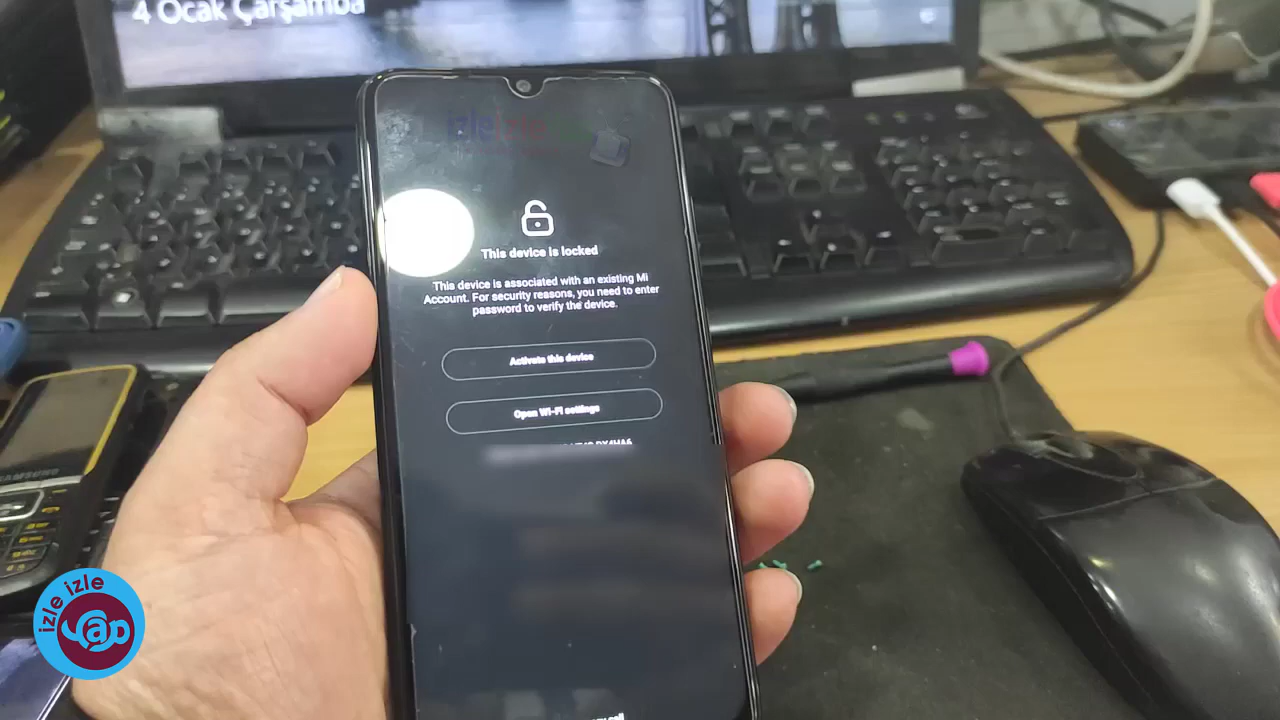 4 Ocak Çarşamba
izleizle
This device is locked
This device is associated with an existing Mi
Account. For security reasons, you need to enter
password to verify the device.
Activate this device
Open Wi-Fi settings
SAMSUNG
izle izle
yap